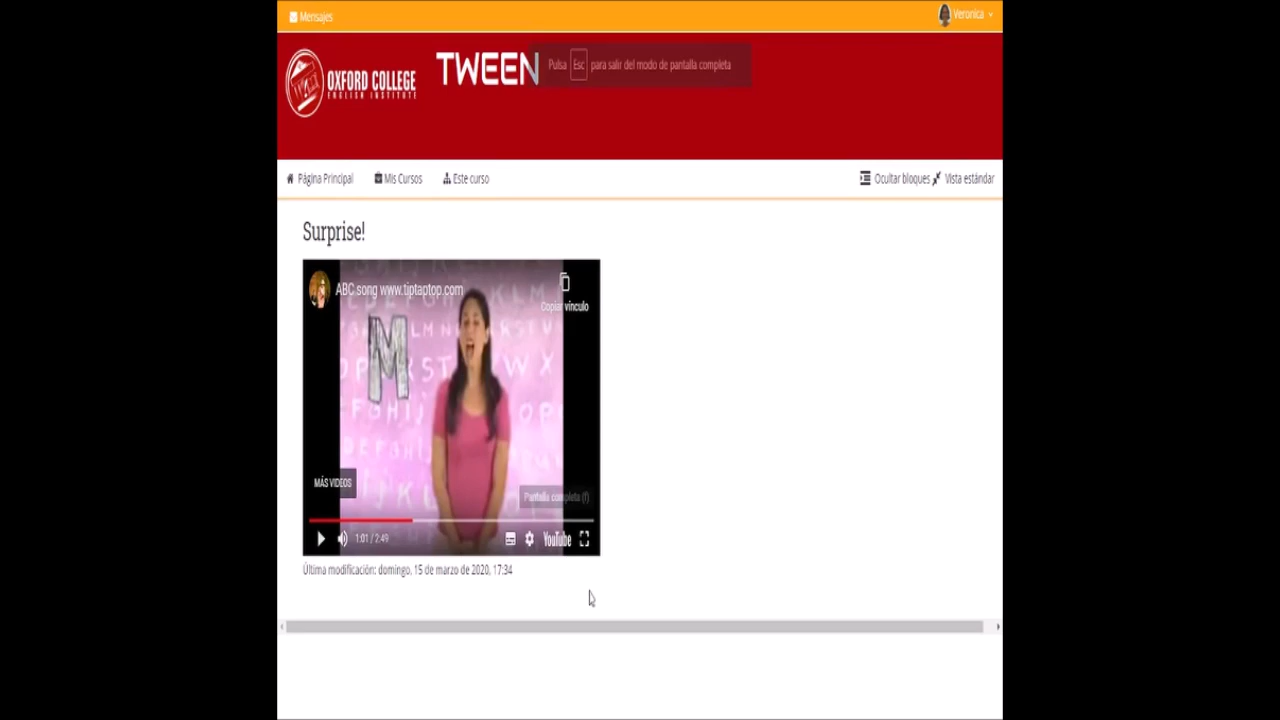 Mensajes
Veronica
OXFORD COLLEGE
ENGLISH INSTITUTE
TWEEN
Pulsa Esc para salir del modo de pantalla completa
Página Principal
Mis Cursos
Este curso
Ocultar bloques
Vista estándar
Surprise!
ABC song www.tiptaptop.com
Copiar vínculo
M
MÁS VIDEOS
Pantalla completa (f)
1:01 / 2:49
YouTube
Última modificación: domingo, 15 de marzo de 2020, 17:34